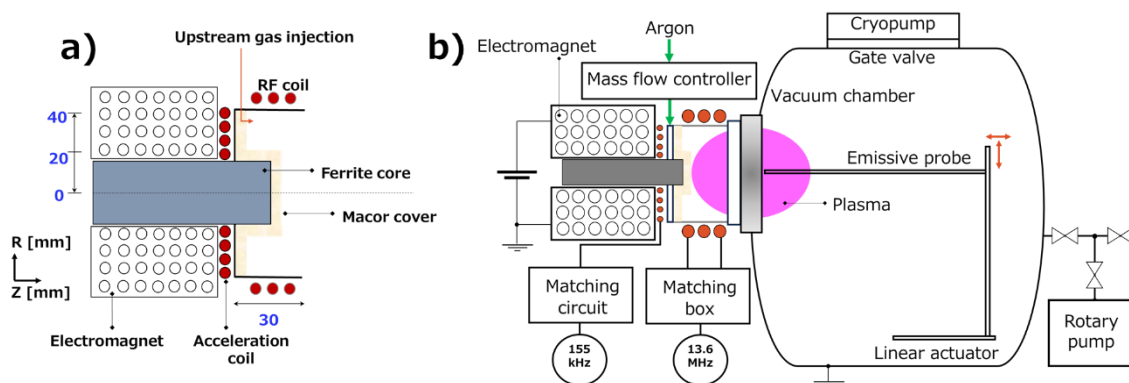 a)
Upstream gas injection
RF coil
40
20
0
Ferrite core
Macor cover
R [mm]
Z [mm]
30
Electromagnet
Acceleration
coil
b)
Electromagnet
Argon
Mass flow controller
Cryopump
Gate valve
Vacuum chamber
Emissive probe
Plasma
Matching
circuit
Matching
box
155
kHz
13.6
MHz
Linear actuator
Rotary
pump